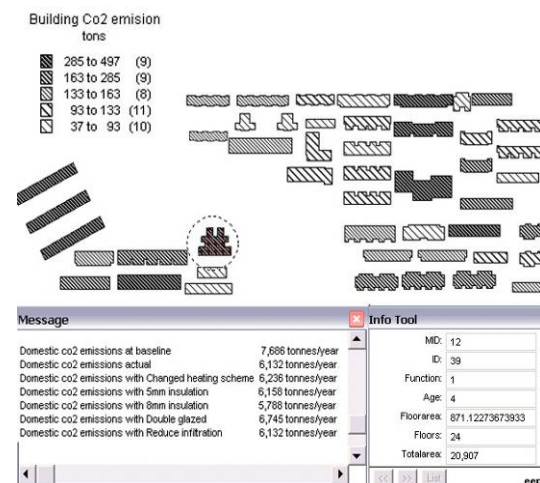 Building Co2 emision
tons
285 to 497 (9)
163 to 285 (9)
133 to 163 (8)
93 to 133 (11)
37 to 93 (10)
Message
Domestic co2 emissions at baseline 7,686 tonnes/year
Domestic co2 emissions actual 6,132 tonnes/year
Domestic co2 emissions with Changed heating scheme 6,236 tonnes/year
Domestic co2 emissions with 5mm insulation 6,158 tonnes/year
Domestic co2 emissions with 8mm insulation 5,788 tonnes/year
Domestic co2 emissions with Double glazed 6,745 tonnes/year
Domestic co2 emissions with Reduce infiltration 6,132 tonnes/year
Info Tool
MID: 12
ID: 39
Function: 1
Age: 4
Floorarea: 871.12273673933
Floors: 24
Totalarea: 20,907
<< >> List